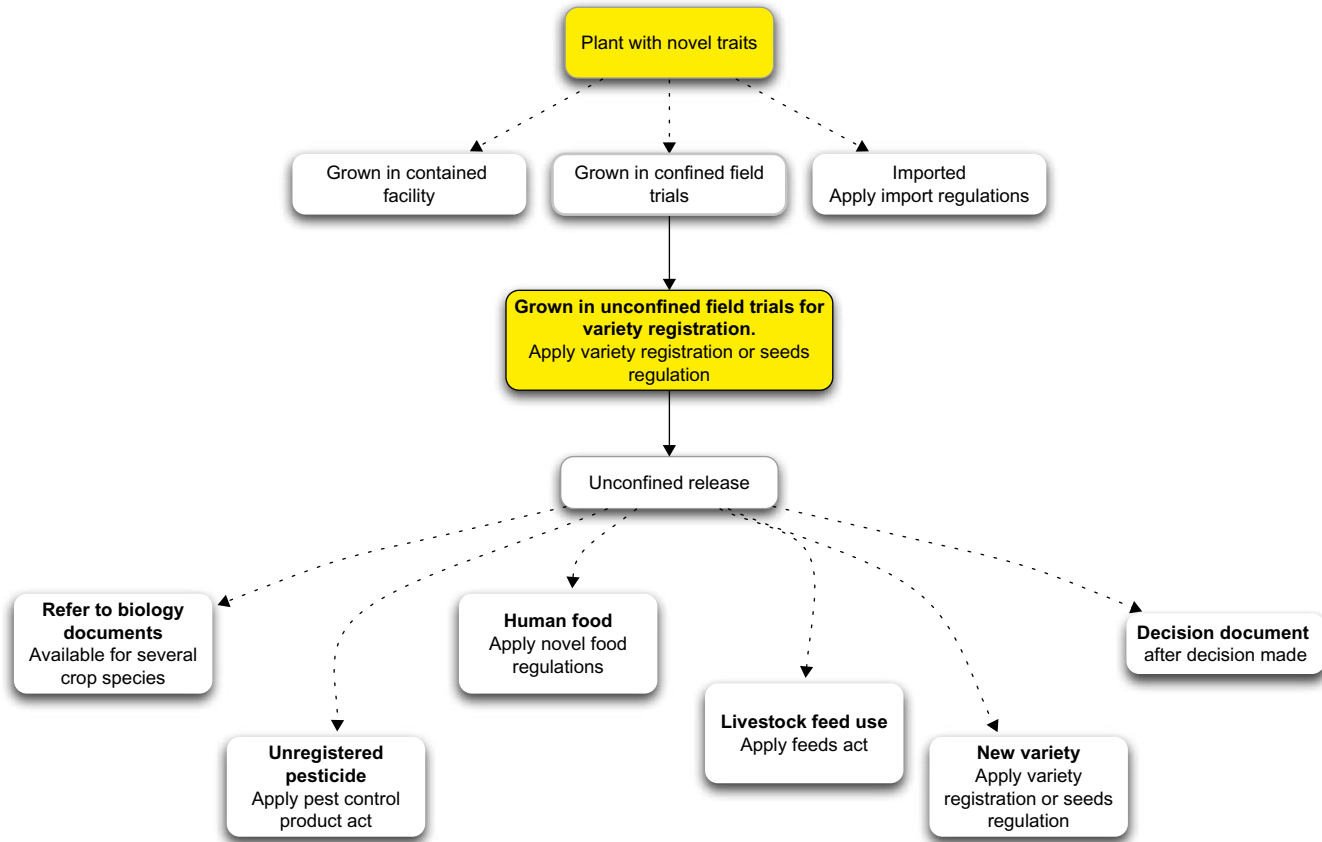 Plant with novel traits
Grown in contained
facility
Grown in confined field
trials
Imported
Apply import regulations
Grown in unconfined field trials for
variety registration.
Apply variety registration or seeds
regulation
Unconfined release
Refer to biology
documents
Available for several
crop species
Unregistered
pesticide
Apply pest control
product act
Human food
Apply novel food
regulations
Livestock feed use
Apply feeds act
New variety
Apply variety
registration or seeds
regulation
Decision document
after decision made